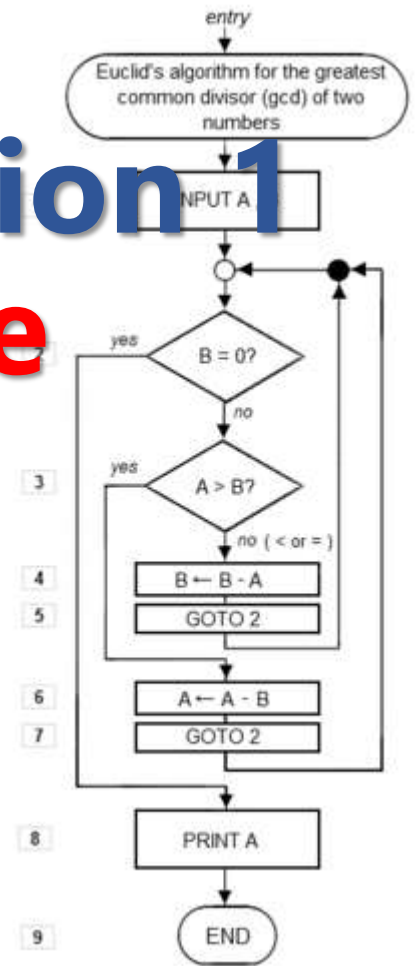 entry
Euclid's algorithm for the greatest
common divisor (gcd) of two
numbers
ion 1
INPUT A
e
yes
B = 0?
no
yes
3
A > B?
no ( < or = )
4
B ← B - A
5
GOTO 2
6
A ← A - B
7
GOTO 2
8
PRINT A
9
END